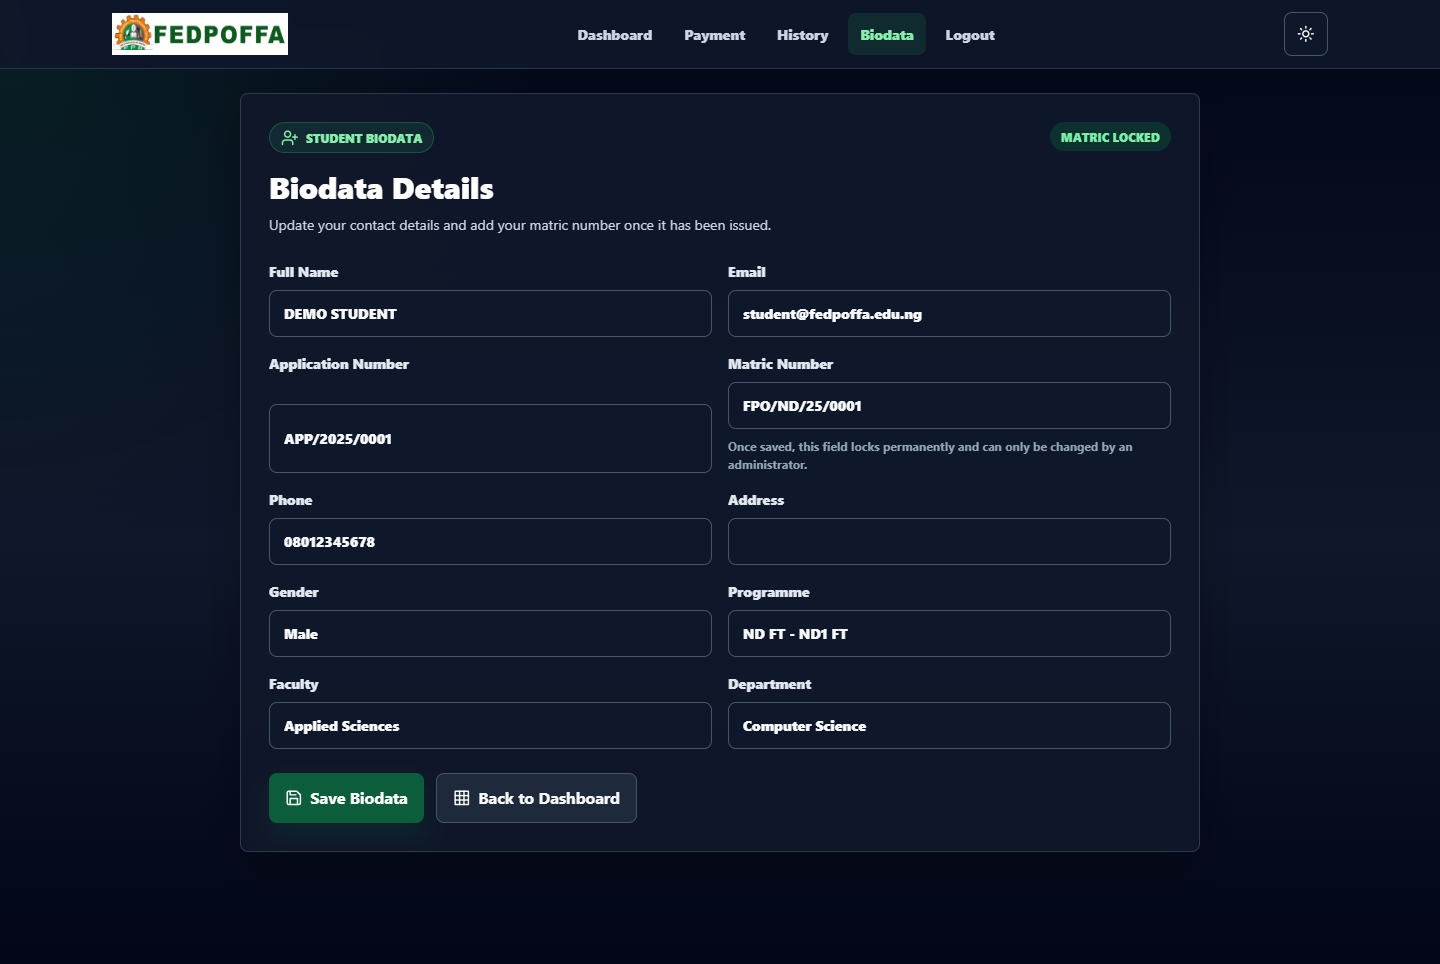 FEDPOFFA
Dashboard
Payment
History
Biodata
Logout
STUDENT BIODATA
MATRIC LOCKED
Biodata Details
Update your contact details and add your matric number once it has been issued.
Full Name
DEMO STUDENT
Email
student@fedpoffa.edu.ng
Application Number
APP/2025/0001
Matric Number
FPO/ND/25/0001
Once saved, this field locks permanently and can only be changed by an
administrator.
Phone
08012345678
Address
Gender
Male
Programme
ND FT - ND1 FT
Faculty
Applied Sciences
Department
Computer Science
Save Biodata
Back to Dashboard